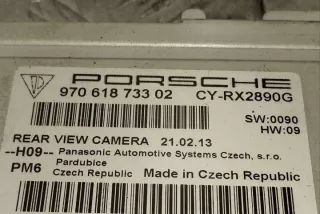 PORSCHE
970 618 733 02 CY-RX2890G
SW:0090
HW:09
REAR VIEW CAMERA 21.02.13
--H09-- Panasonic Automotive Systems Czech, s.r.o.
Pardubice
PM6 Czech Republic Made in Czech Republic